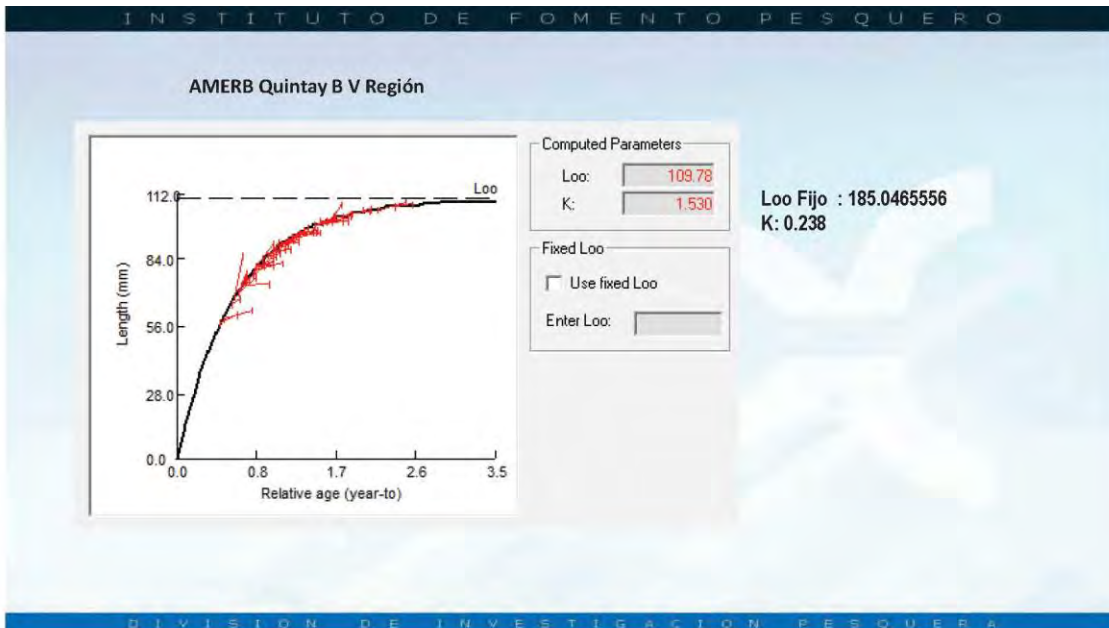 INSTITUTO DE FOMENTO PESQUERO
AMERB Quintay B V Región
112.0
84.0
56.0
28.0
0.0
Length (mm)
Loo
0.0 0.8 1.7 2.6 3.5
Relative age (year-to)
Computed Parameters
Loo: 109.78
K: 1.530
Fixed Loo
Use fixed Loo
Enter Loo:
Loo Fijo : 185.0465556
K: 0.238
DIVISION DE INVESTIGACION PESQUERA